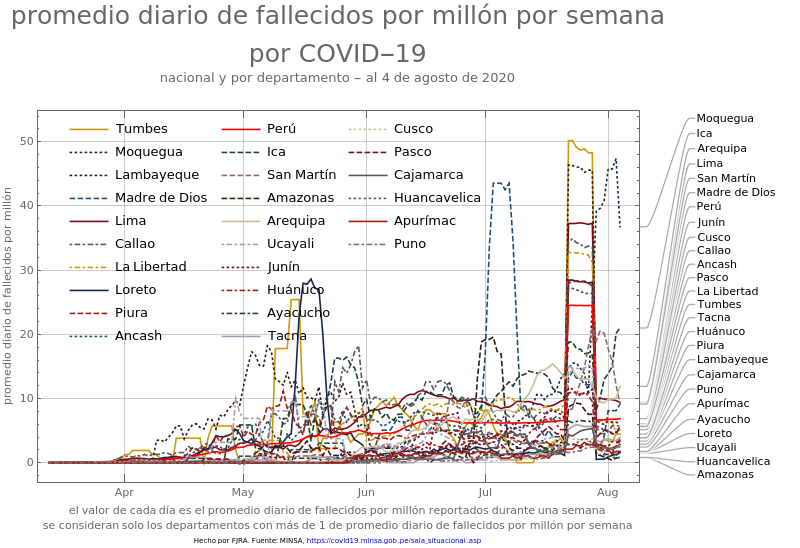 promedio diario de fallecidos por millón por semana
por COVID−19
nacional y por departamento − al 4 de agosto de 2020
promedio diario de fallecidos por millón
50
40
30
20
10
0
Tumbes
Moquegua
Lambayeque
Madre de Dios
Lima
Callao
La Libertad
Loreto
Piura
Ancash
Perú
Ica
San Martín
Amazonas
Arequipa
Ucayali
Junín
Huánuco
Ayacucho
Tacna
Cusco
Pasco
Cajamarca
Huancavelica
Apurímac
Puno
Moquegua
Ica
Arequipa
Lima
San Martín
Madre de Dios
Perú
Junín
Cusco
Callao
Ancash
Pasco
La Libertad
Tumbes
Tacna
Huánuco
Piura
Lambayeque
Cajamarca
Puno
Apurímac
Ayacucho
Loreto
Ucayali
Huancavelica
Amazonas
Apr May Jun Jul Aug
el valor de cada día es el promedio diario de fallecidos por millón reportados durante una semana
se consideran solo los departamentos con más de 1 de promedio diario de fallecidos por millón por semana
Hecho por FJRA. Fuente: MINSA, https://covid19.minsa.gob.pe/sala_situacional.asp